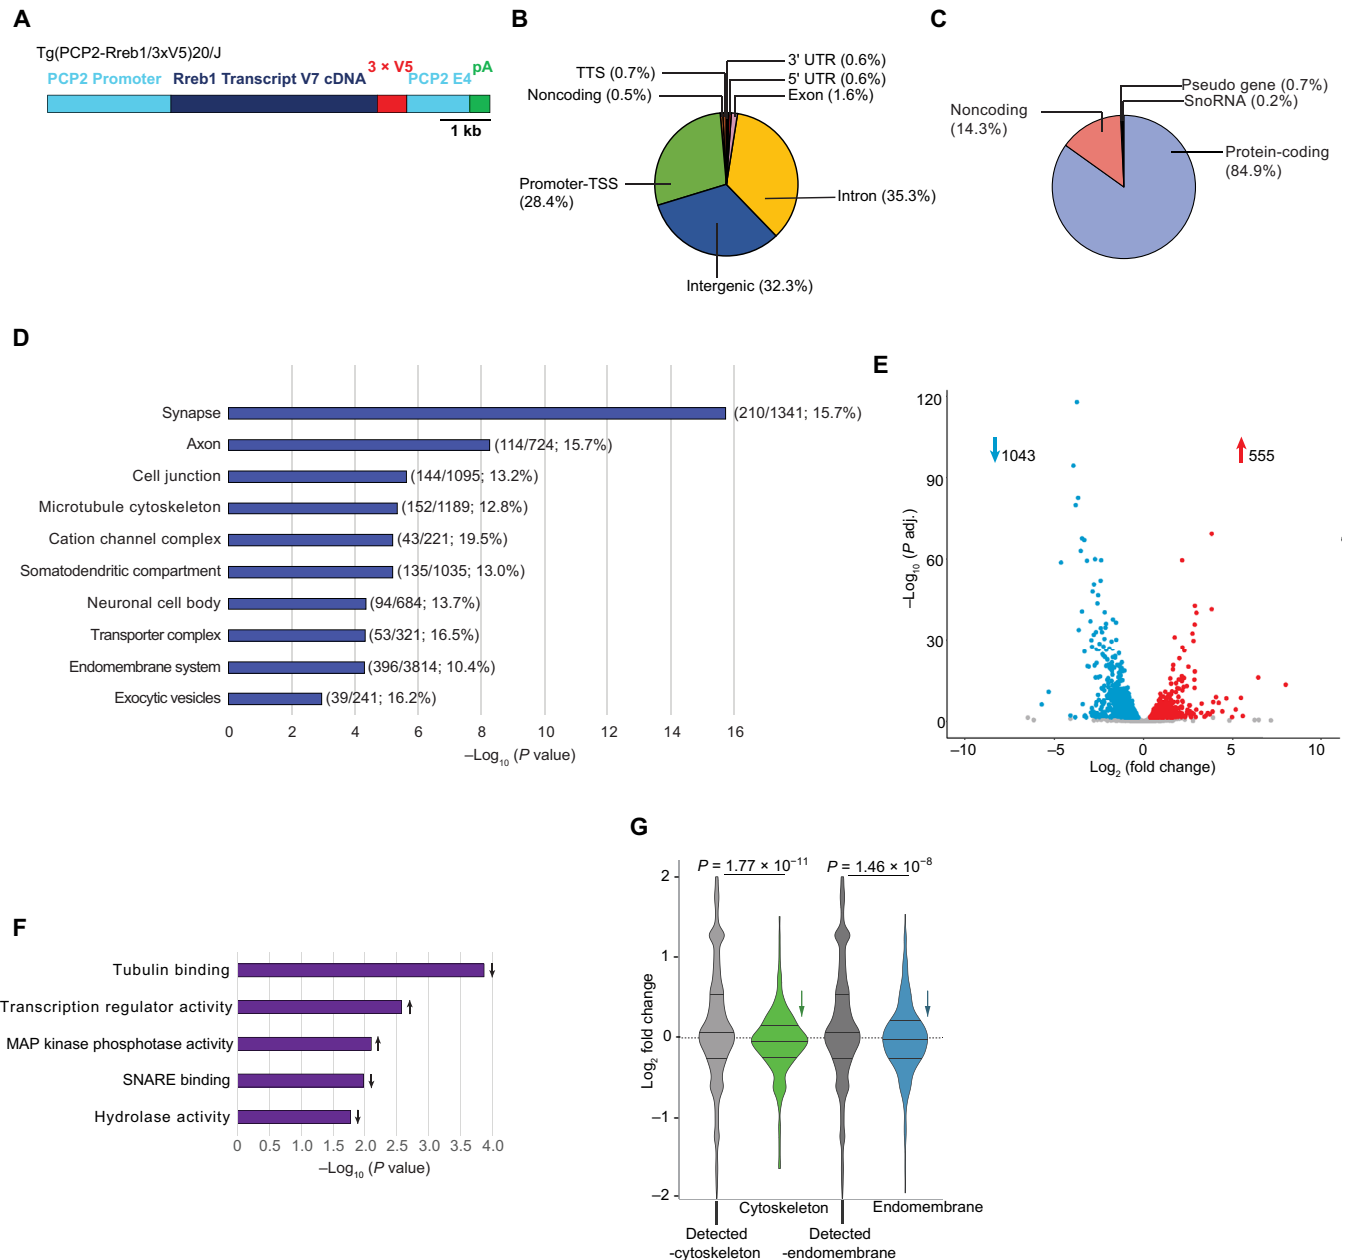 A
Tg(PCP2-Rreb1/3xV5)20/J
PCP2 Promoter Rreb1 Transcript V7 cDNA 3 × V5 PCP2 E4 pA
1 kb
B
TTS (0.7%)
Noncoding (0.5%)
3' UTR (0.6%)
5' UTR (0.6%)
Exon (1.6%)
Promoter-TSS
(28.4%)
Intron (35.3%)
Intergenic (32.3%)
C
Pseudo gene (0.7%)
SnoRNA (0.2%)
Noncoding
(14.3%)
Protein-coding
(84.9%)
D
Synapse (210/1341; 15.7%)
Axon (114/724; 15.7%)
Cell junction (144/1095; 13.2%)
Microtubule cytoskeleton (152/1189; 12.8%)
Cation channel complex (43/221; 19.5%)
Somatodendritic compartment (135/1035; 13.0%)
Neuronal cell body (94/684; 13.7%)
Transporter complex (53/321; 16.5%)
Endomembrane system (396/3814; 10.4%)
Exocytic vesicles (39/241; 16.2%)
0 2 4 6 8 10 12 14 16
–Log10 (P value)
E
120
90
60
30
0
–Log10 (P adj.)
1043
555
–10 –5 0 5 10
Log2 (fold change)
F
Tubulin binding
Transcription regulator activity
MAP kinase phosphotase activity
SNARE binding
Hydrolase activity
0 0.5 1.0 1.5 2.0 2.5 3.0 3.5 4.0
–Log10 (P value)
G
P = 1.77 × 10−11 P = 1.46 × 10−8
2
1
0
–1
–2
Log2 fold change
Cytoskeleton Endomembrane
Detected
-cytoskeleton
Detected
-endomembrane